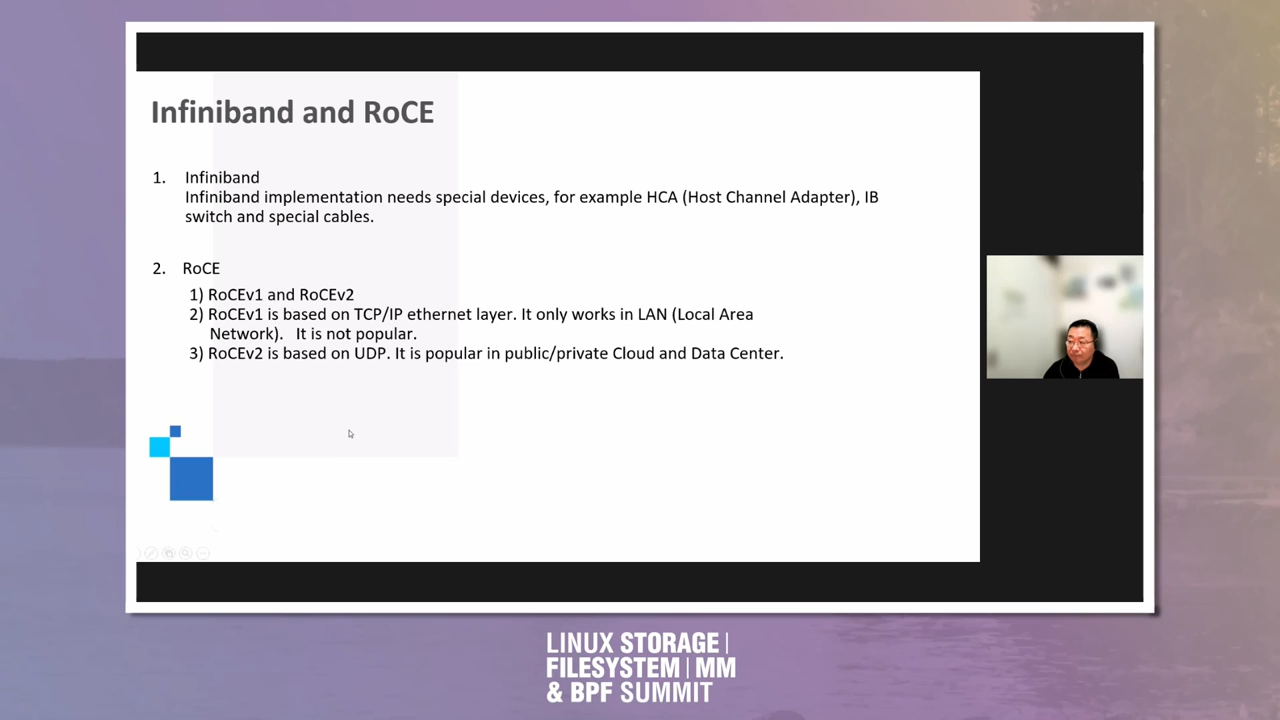 Infiniband and RoCE
1. Infiniband
Infiniband implementation needs special devices, for example HCA (Host Channel Adapter), IB
switch and special cables.
2. RoCE
1) RoCEv1 and RoCEv2
2) RoCEv1 is based on TCP/IP ethernet layer. It only works in LAN (Local Area
Network). It is not popular.
3) RoCEv2 is based on UDP. It is popular in public/private Cloud and Data Center.
LINUX STORAGE |
FILESYSTEM | MM
& BPF SUMMIT